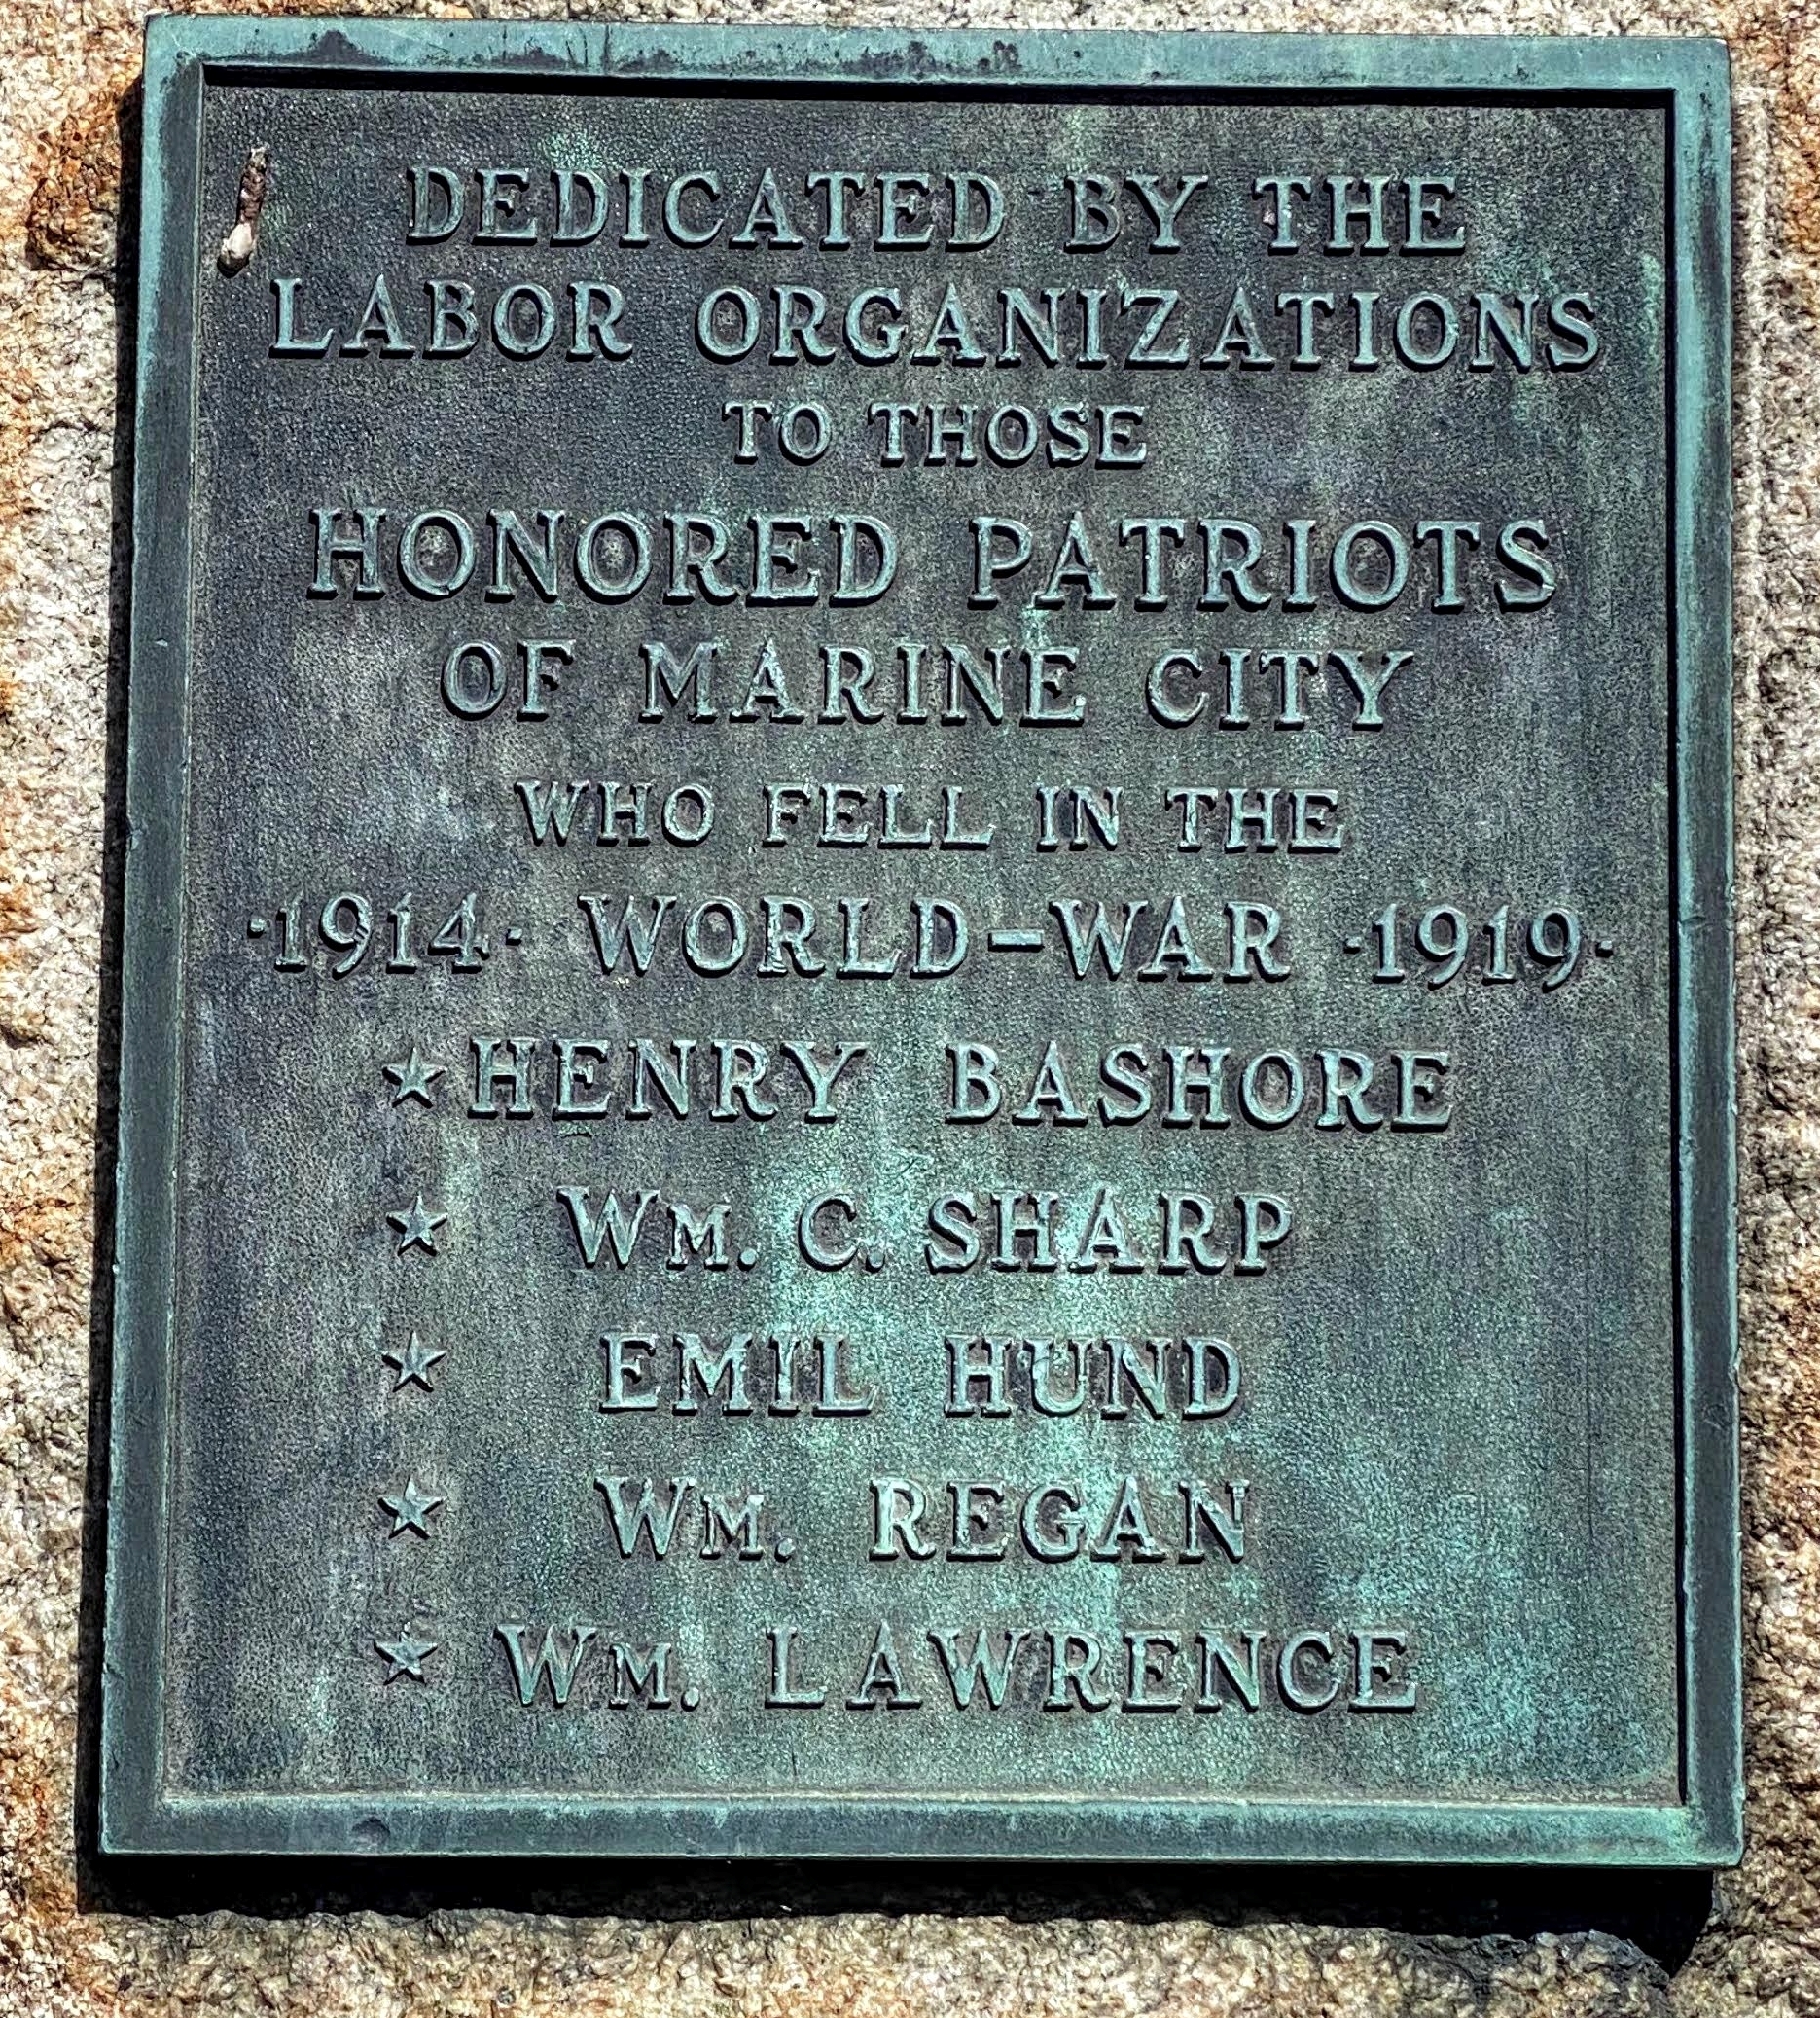 DEDICATED BY THE
LABOR ORGANIZATIONS
TO THOSE
HONORED PATRIOTS
OF MARINE CITY
WHO FELL IN THE
·1914· WORLD-WAR ·1919·
★ HENRY BASHORE
★ WM. C. SHARP
★ EMIL HUND
★ WM. REGAN
★ WM. LAWRENCE